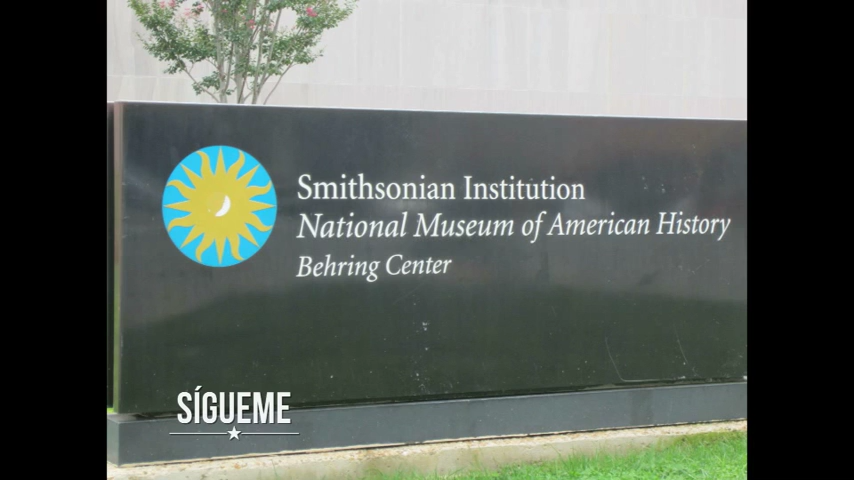 Smithsonian Institution
National Museum of American History
Behring Center
SÍGUEME